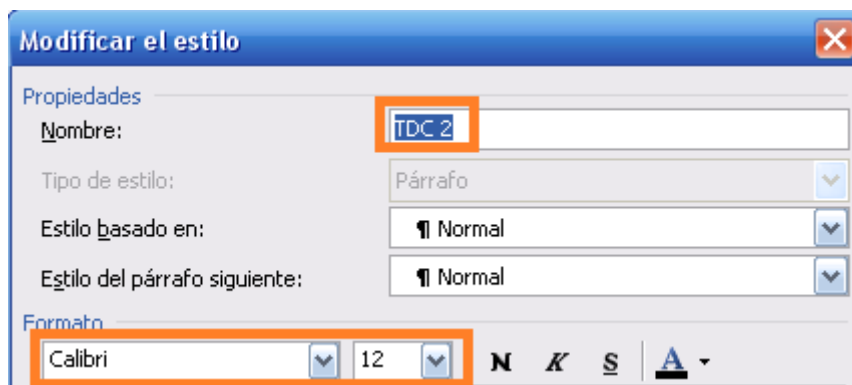 Modificar el estilo
Propiedades
Nombre: TDC 2
Tipo de estilo: Párrafo
Estilo basado en: ¶ Normal
Estilo del párrafo siguiente: ¶ Normal
Formato
Calibri 12 N K S A